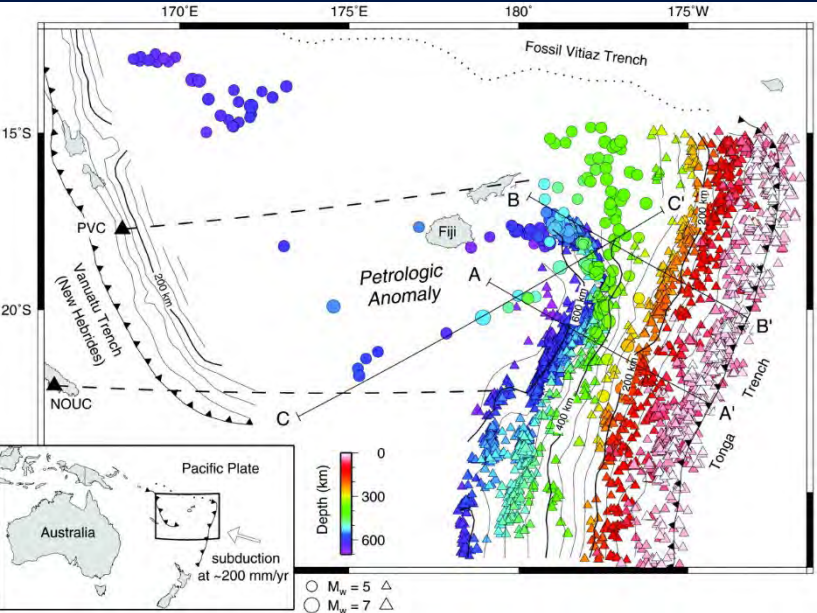 170°E
175°E
180°
175°W
Fossil Vitiaz Trench
15°S
B
C'
200 km
PVC
Fiji
Vanuatu Trench
(New Hebrides)
200 km
Petrologic
Anomaly
A
600 km
20°S
B'
200 km
NOUC
400 km
A'
Tonga Trench
C
Pacific Plate
Australia
subduction
at ~200 mm/yr
Depth (km)
0
300
600
Mw = 5
Mw = 7